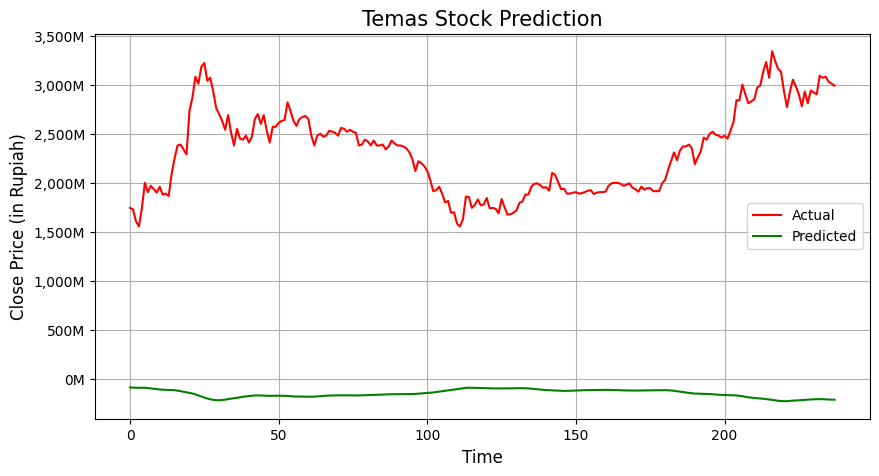 Temas Stock Prediction
Close Price (in Rupiah)
3,500M
3,000M
2,500M
2,000M
1,500M
1,000M
500M
0M
Actual
Predicted
0
50
100
150
200
Time